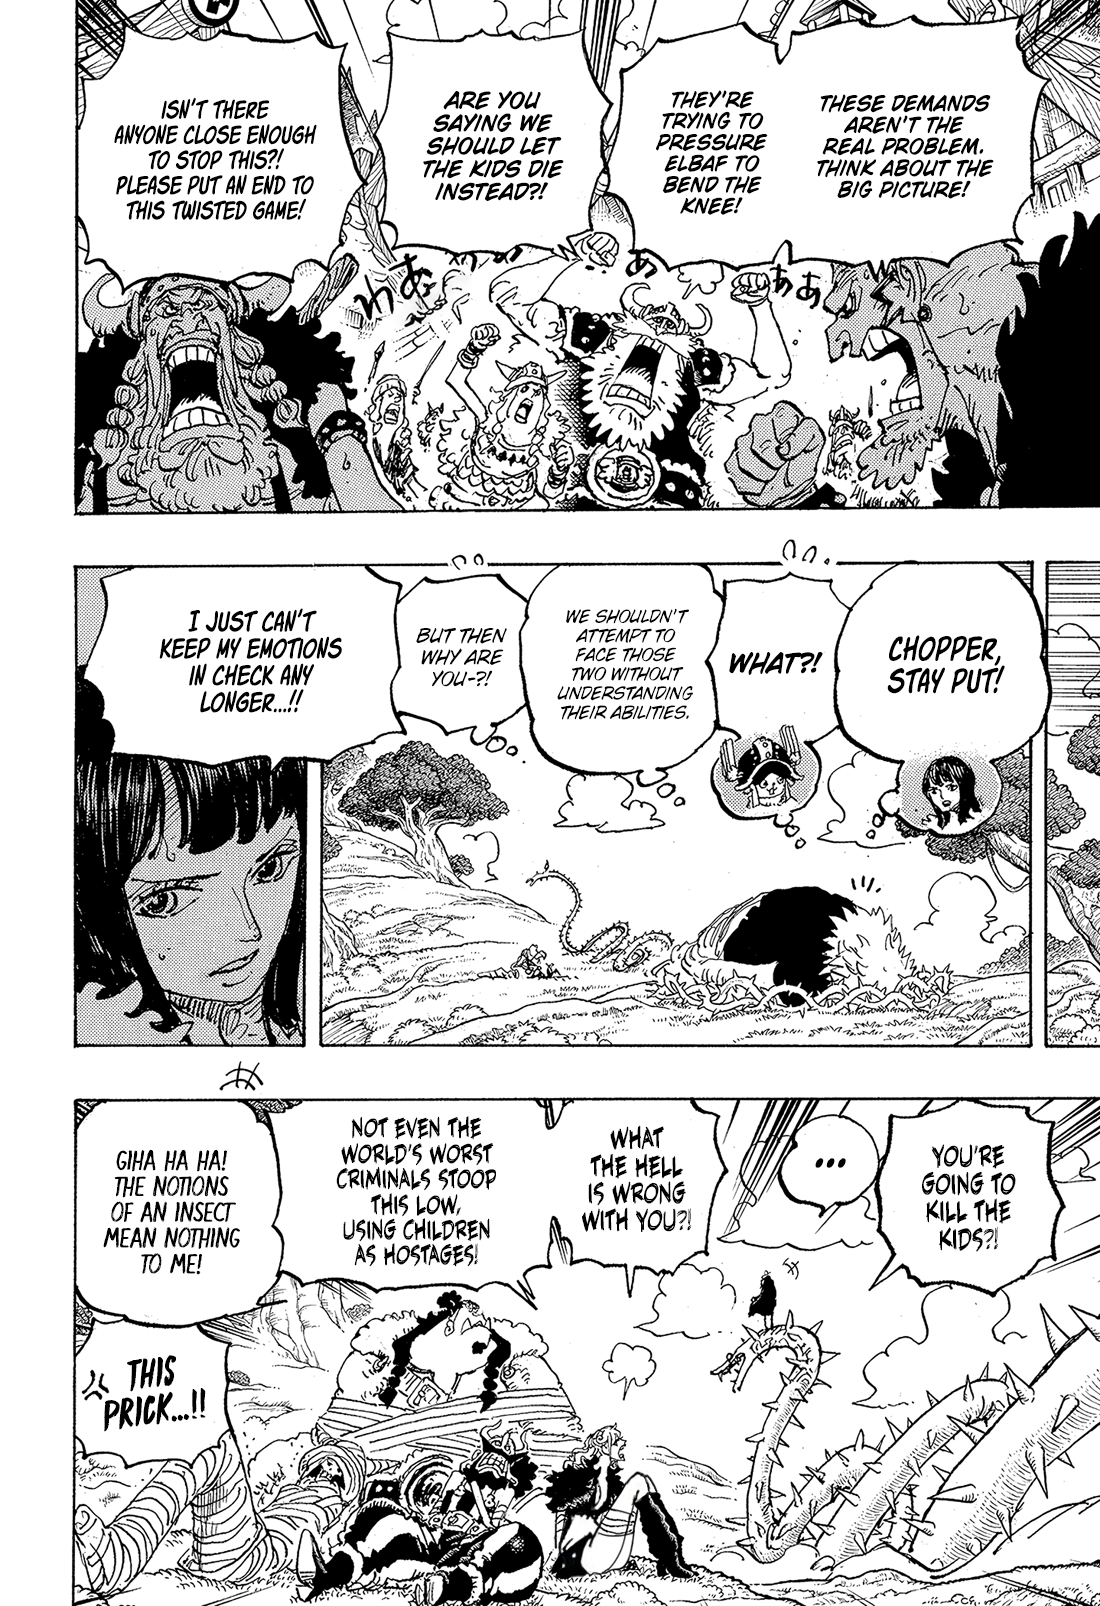 THESE DEMANDS
AREN'T THE
REAL PROBLEM.
THINK ABOUT THE
BIG PICTURE!
THEY'RE
TRYING TO
PRESSURE
ELBAF TO
BEND THE
KNEE!
ARE YOU
SAYING WE
SHOULD LET
THE KIDS DIE
INSTEAD?!
ISN'T THERE
ANYONE CLOSE ENOUGH
TO STOP THIS?!
PLEASE PUT AN END TO
THIS TWISTED GAME!
ああ
あ
わあ
CHOPPER,
STAY PUT!
WHAT?!
WE SHOULDN'T
ATTEMPT TO
FACE THOSE
TWO WITHOUT
UNDERSTANDING
THEIR ABILITIES.
BUT THEN
WHY ARE
YOU-?!
I JUST CAN'T
KEEP MY EMOTIONS
IN CHECK ANY
LONGER...!!
YOU'RE
GOING TO
KILL THE
KIDS?!
...
WHAT
THE HELL
IS WRONG
WITH YOU?!
NOT EVEN THE
WORLD'S WORST
CRIMINALS STOOP
THIS LOW,
USING CHILDREN
AS HOSTAGES!
GIHA HA HA!
THE NOTIONS
OF AN INSECT
MEAN NOTHING
TO ME!
THIS
PRICK...!!